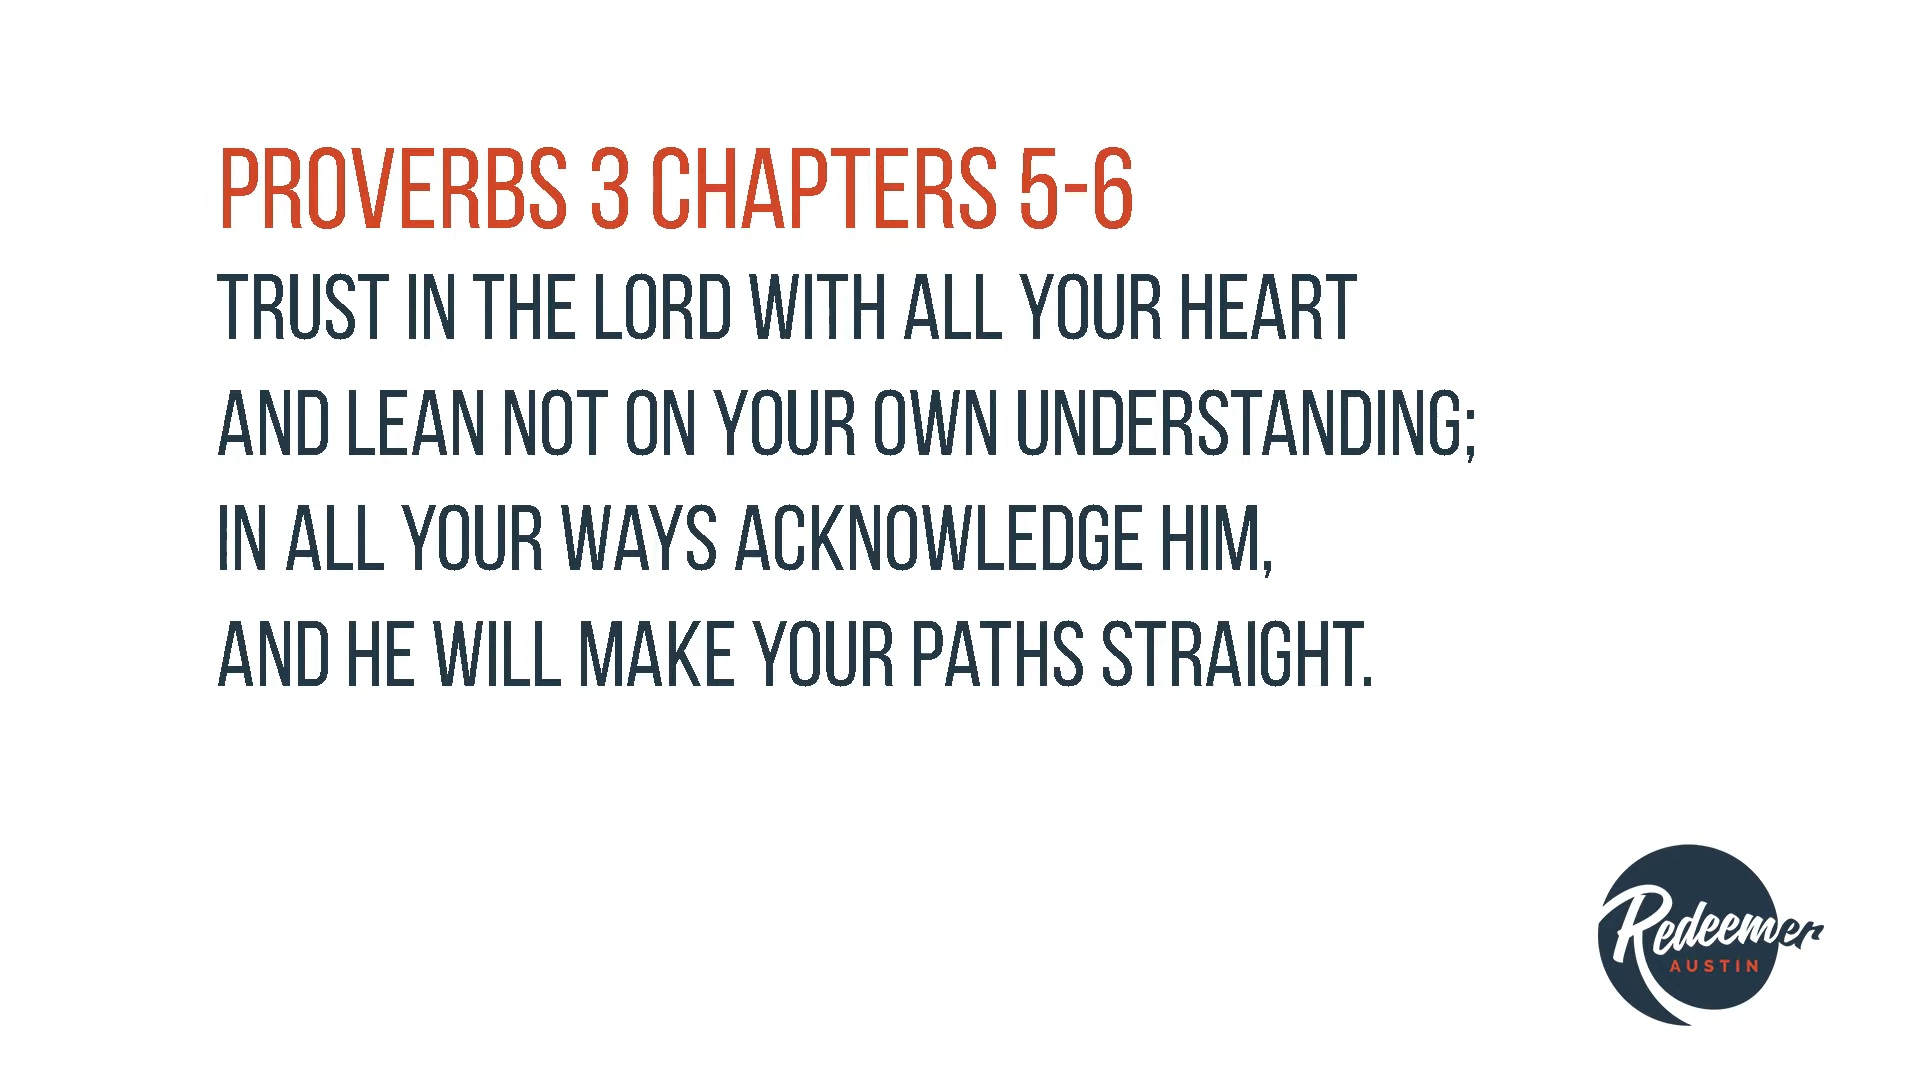 PROVERBS 3 CHAPTERS 5-6
TRUST IN THE LORD WITH ALL YOUR HEART
AND LEAN NOT ON YOUR OWN UNDERSTANDING;
IN ALL YOUR WAYS ACKNOWLEDGE HIM,
AND HE WILL MAKE YOUR PATHS STRAIGHT.
Redeemer
AUSTIN